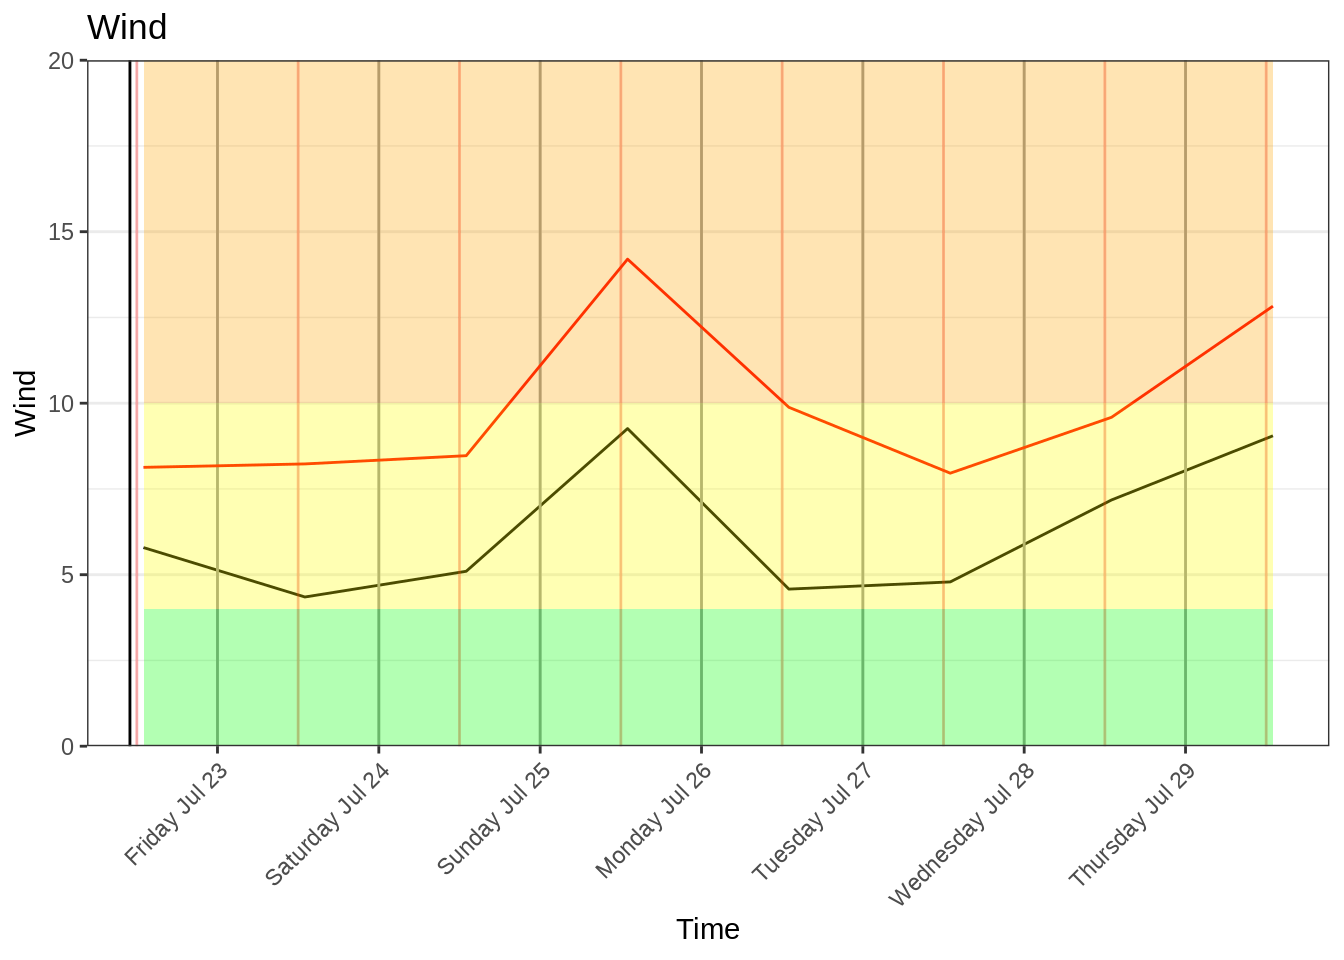 Wind
20
15
10
5
0
Wind
Friday Jul 23
Saturday Jul 24
Sunday Jul 25
Monday Jul 26
Tuesday Jul 27
Wednesday Jul 28
Thursday Jul 29
Time